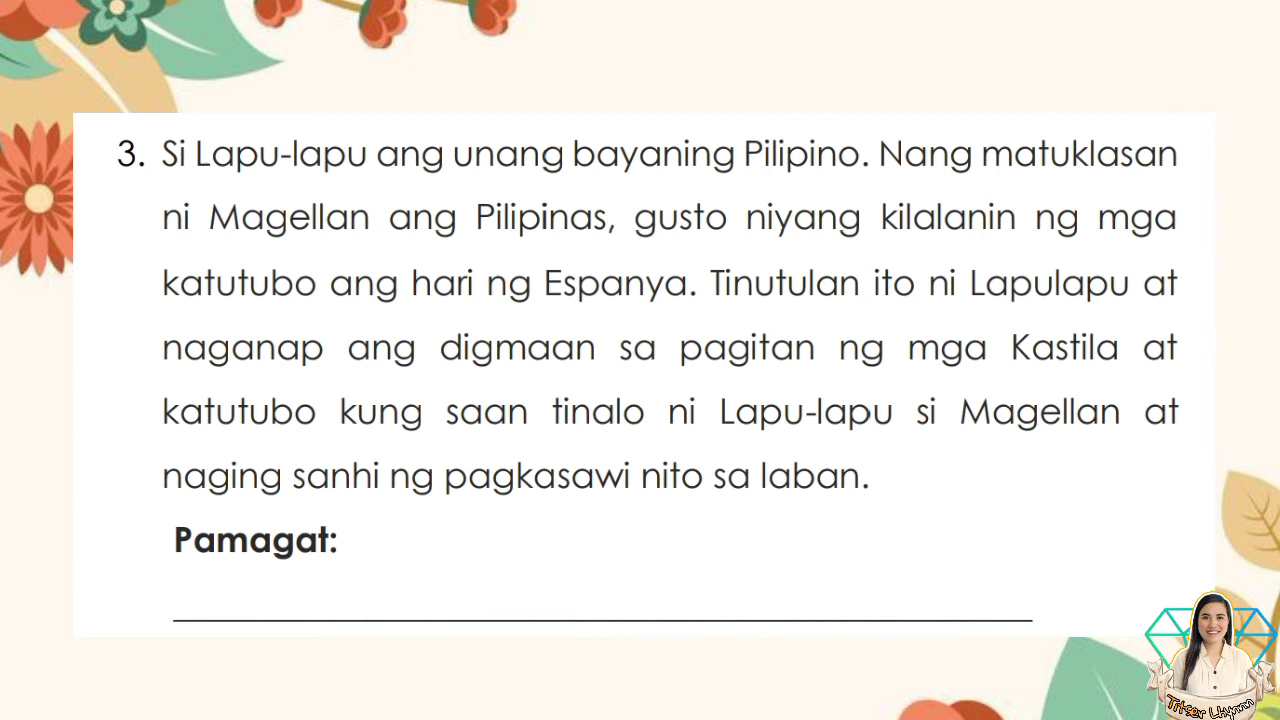 3. Si Lapu-lapu ang unang bayaning Pilipino. Nang matuklasan
ni Magellan ang Pilipinas, gusto niyang kilalanin ng mga
katutubo ang hari ng Espanya. Tinutulan ito ni Lapulapu at
naganap ang digmaan sa pagitan ng mga Kastila at
katutubo kung saan tinalo ni Lapu-lapu si Magellan at
naging sanhi ng pagkasawi nito sa laban.
Pamagat:
Titser Lhynn